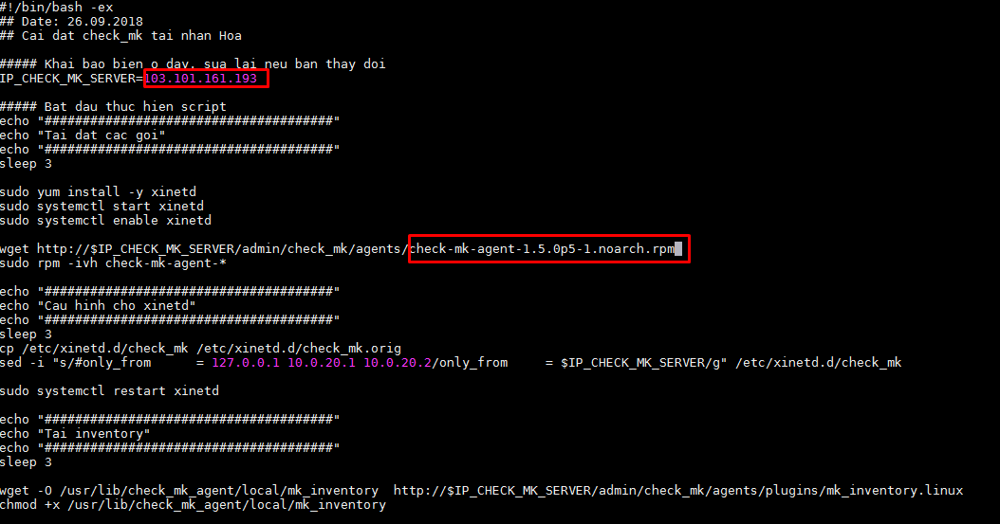 #!/bin/bash -ex
## Date: 26.09.2018
## Cai dat check_mk tai nhan Hoa
##### Khai bao bien o day. sua lai neu ban thay doi
IP_CHECK_MK_SERVER=103.101.161.193
##### Bat dau thuc hien script
echo "######################################"
echo "Tai dat cac goi"
echo "######################################"
sleep 3
sudo yum install -y xinetd
sudo systemctl start xinetd
sudo systemctl enable xinetd
wget http://$IP_CHECK_MK_SERVER/admin/check_mk/agents/check-mk-agent-1.5.0p5-1.noarch.rpm
sudo rpm -ivh check-mk-agent-*
echo "######################################"
echo "Cau hinh cho xinetd"
echo "######################################"
sleep 3
cp /etc/xinetd.d/check_mk /etc/xinetd.d/check_mk.orig
sed -i "s/#only_from      = 127.0.0.1 10.0.20.1 10.0.20.2/only_from     = $IP_CHECK_MK_SERVER/g" /etc/xinetd.d/check_mk
sudo systemctl restart xinetd
echo "######################################"
echo "Tai inventory"
echo "######################################"
sleep 3
wget -O /usr/lib/check_mk_agent/local/mk_inventory  http://$IP_CHECK_MK_SERVER/admin/check_mk/agents/plugins/mk_inventory.linux
chmod +x /usr/lib/check_mk_agent/local/mk_inventory